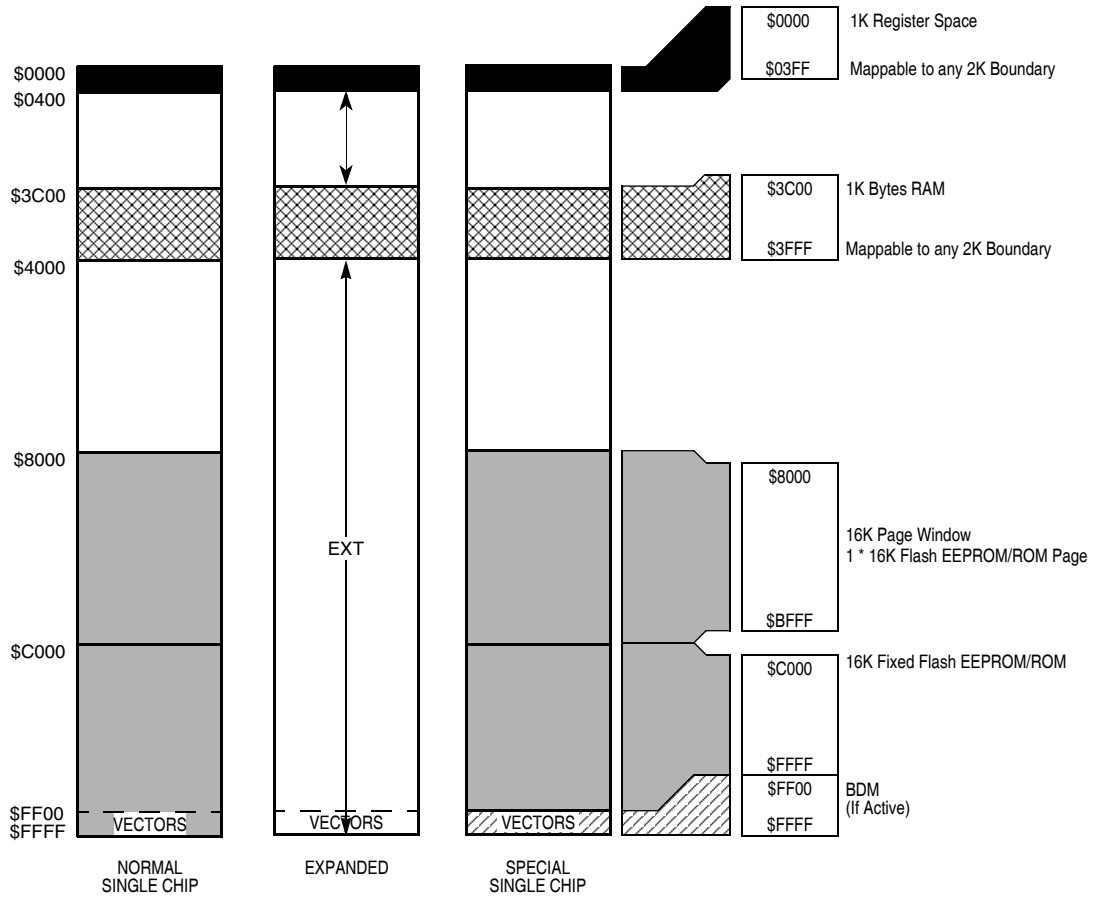 $0000
$0400
$3C00
$4000
$8000
$C000
$FF00
$FFFF
VECTORS
NORMAL
SINGLE CHIP
EXT
VECTORS
EXPANDED
VECTORS
SPECIAL
SINGLE CHIP
$0000
1K Register Space
$03FF
Mappable to any 2K Boundary
$3C00
1K Bytes RAM
$3FFF
Mappable to any 2K Boundary
$8000
16K Page Window
1 * 16K Flash EEPROM/ROM Page
$BFFF
$C000
16K Fixed Flash EEPROM/ROM
$FFFF
$FF00
BDM
(If Active)
$FFFF